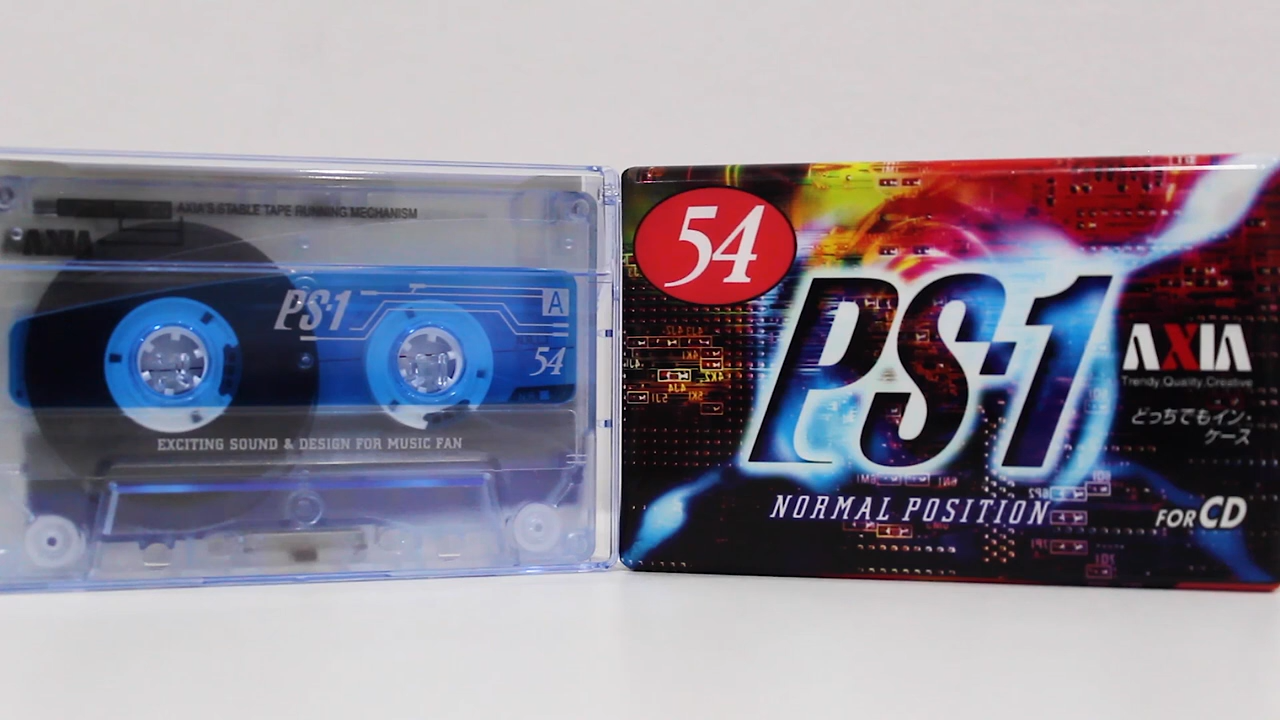 AXIA'S STABLE TAPE RUNNING MECHANISM
AXIA
PS-1
A
54
EXCITING SOUND & DESIGN FOR MUSIC FAN
54
PS-1
AXIA
Trendy, Quality, Creative
どっちでもイン・
ケース
NORMAL POSITION
FOR CD